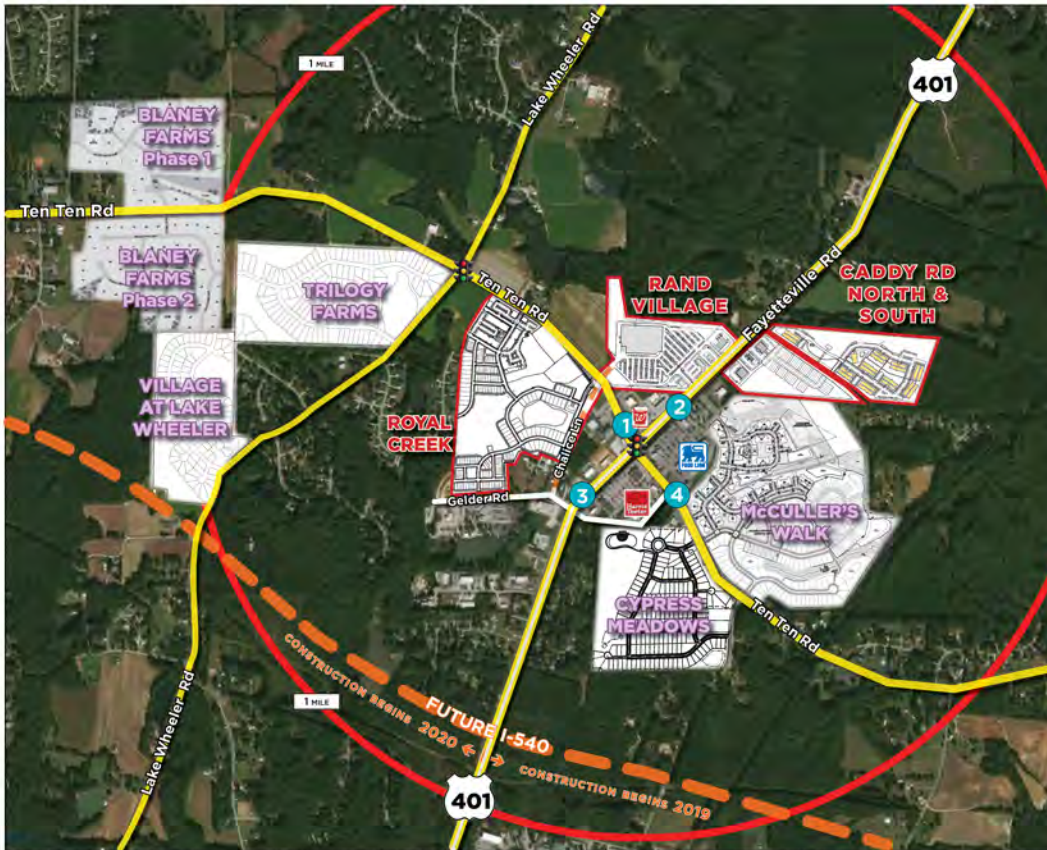 1 MILE
Lake Wheeler Rd
401
BLANEY
FARMS
Phase 1
Ten Ten Rd
BLANEY
FARMS
Phase 2
TRILOGY
FARMS
Ten Ten Rd
RAND
VILLAGE
Fayetteville Rd
CADDY RD
NORTH &
SOUTH
VILLAGE
AT LAKE
WHEELER
ROYAL
CREEK
Chalice Ln
1
2
3
4
Gelder Rd
Harris
Teeter
McCULLER'S
WALK
CYPRESS
MEADOWS
Ten Ten Rd
Lake Wheeler Rd
1 MILE
FUTURE I-540
CONSTRUCTION BEGINS 2020
CONSTRUCTION BEGINS 2019
401